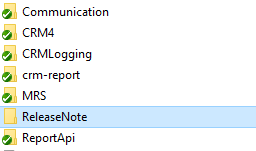 Communication
CRM4
CRMLogging
crm-report
MRS
ReleaseNote
ReportApi